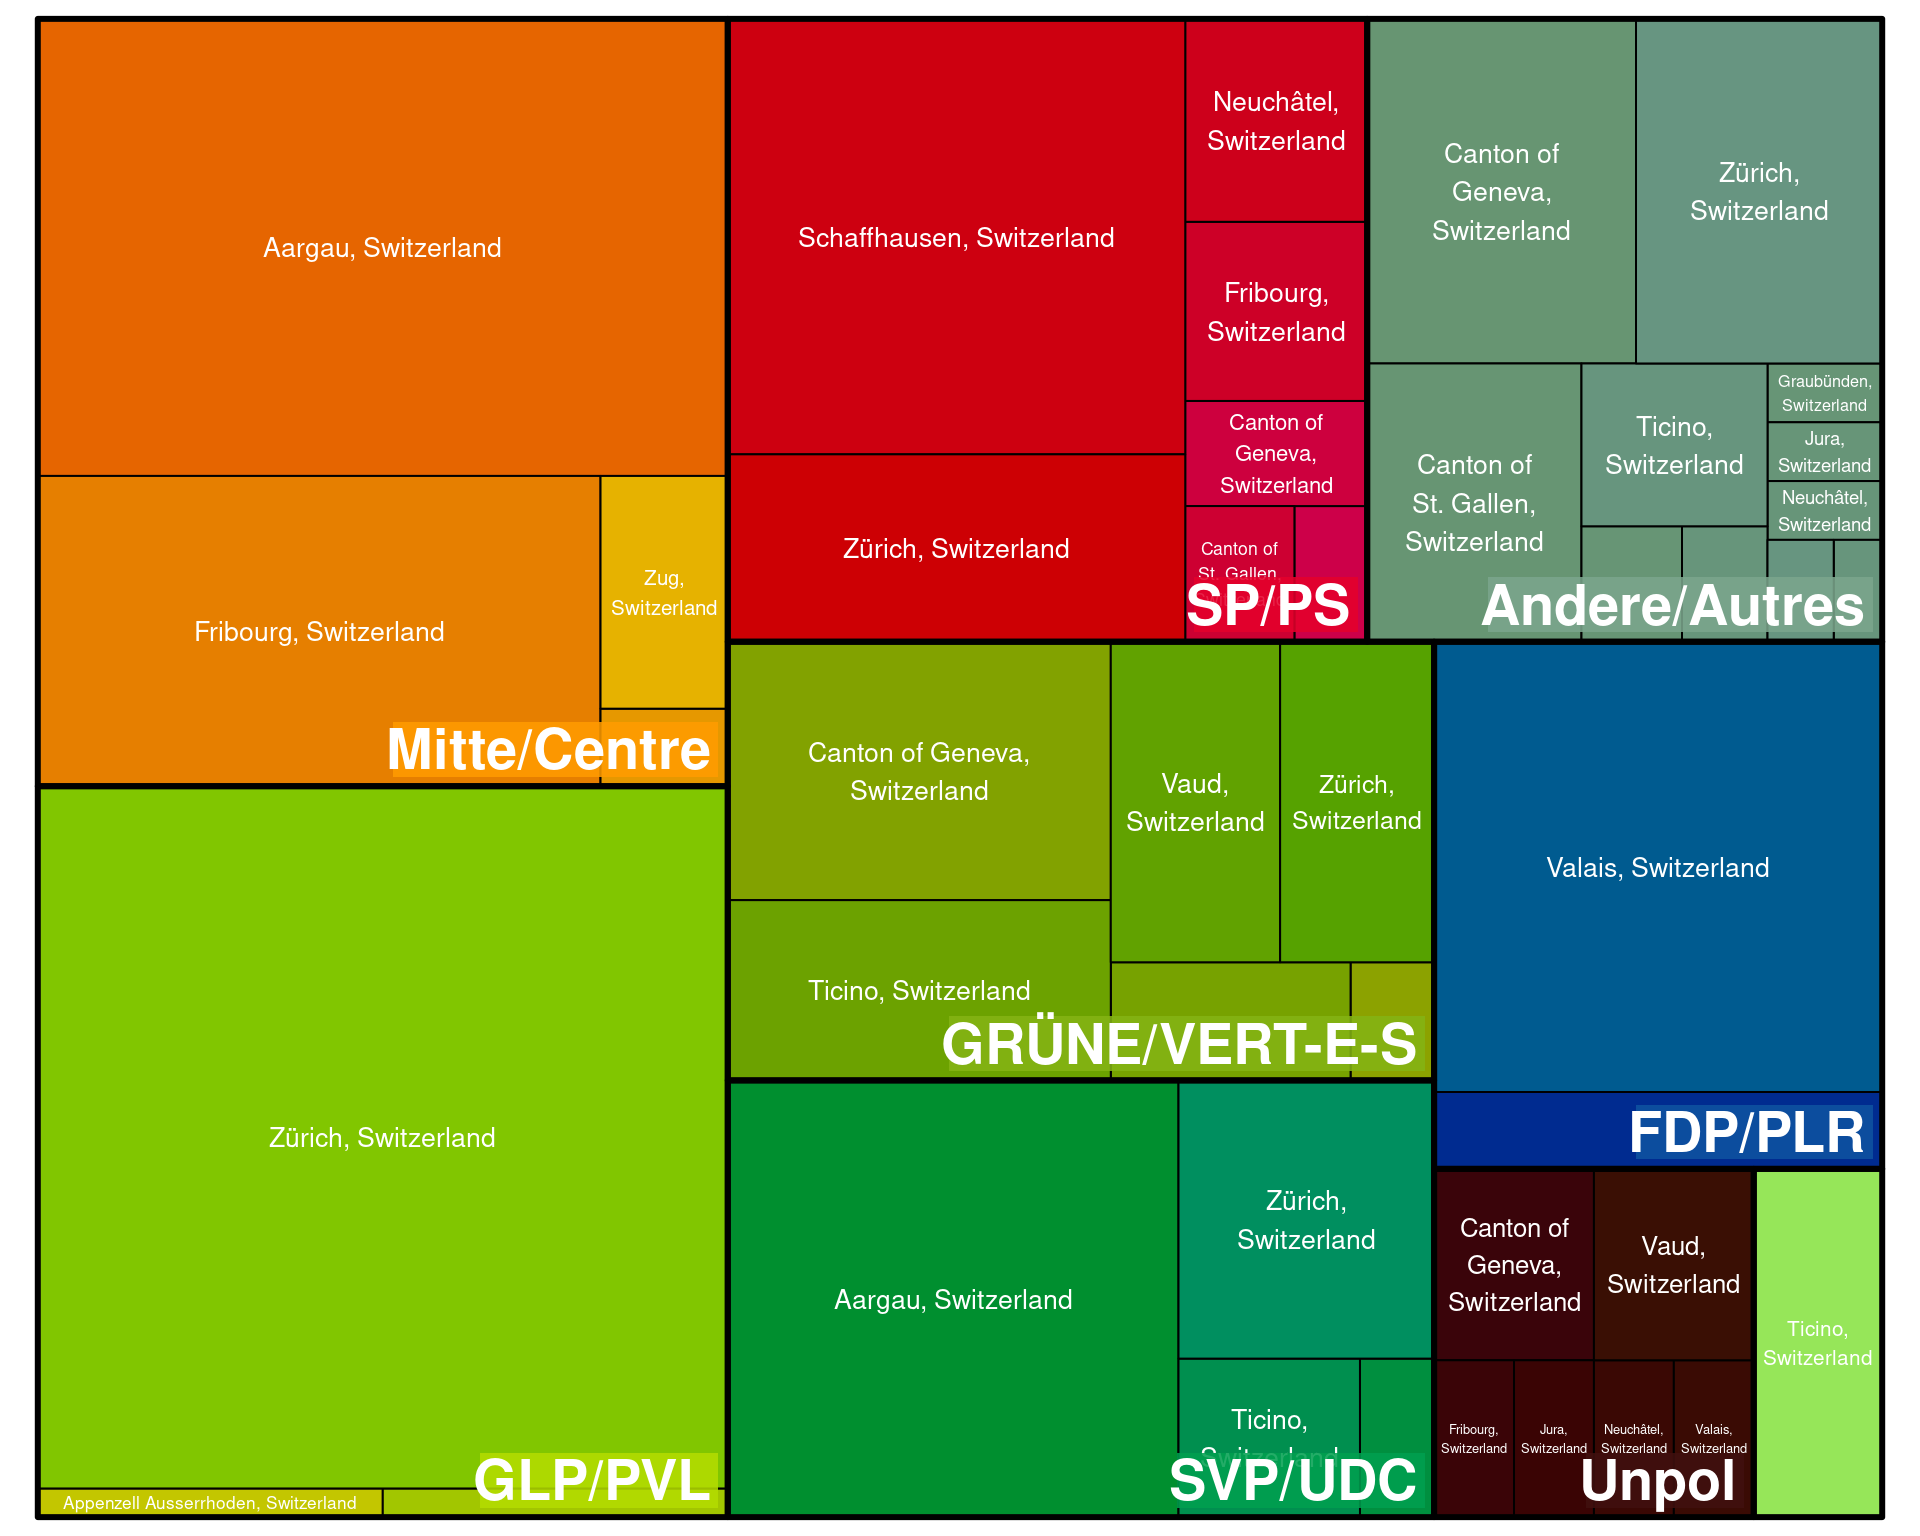 Aargau, Switzerland
Fribourg, Switzerland
Zug,
Switzerland
Mitte/Centre
Zürich, Switzerland
Appenzell Ausserrhoden, Switzerland
GLP/PVL
Schaffhausen, Switzerland
Zürich, Switzerland
Neuchâtel,
Switzerland
Fribourg,
Switzerland
Canton of
Geneva,
Switzerland
Canton of
St. Gallen,
SP/PS
Canton of
Geneva,
Switzerland
Zürich,
Switzerland
Canton of
St. Gallen,
Switzerland
Ticino,
Switzerland
Graubünden,
Switzerland
Jura,
Switzerland
Neuchâtel,
Switzerland
Andere/Autres
Canton of Geneva,
Switzerland
Ticino, Switzerland
Vaud,
Switzerland
Zürich,
Switzerland
GRÜNE/VERT-E-S
Valais, Switzerland
FDP/PLR
Aargau, Switzerland
Zürich,
Switzerland
Ticino,
Switzerland
SVP/UDC
Canton of
Geneva,
Switzerland
Vaud,
Switzerland
Fribourg,
Switzerland
Jura,
Switzerland
Neuchâtel,
Switzerland
Valais,
Switzerland
Unpol
Ticino,
Switzerland